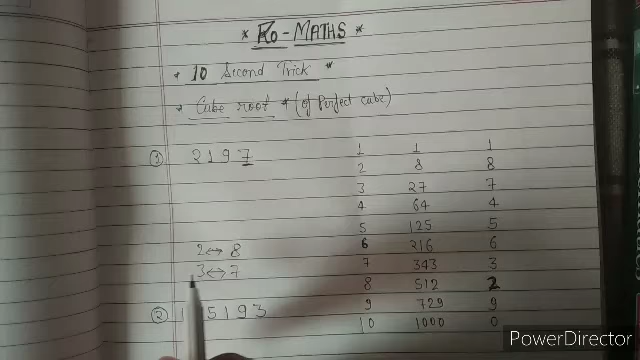 * Ro - MATHS *
* 10 Second Trick *
* Cube root * (of Perfect cube)
① 2197
1 1 1
2 8 8
3 27 7
4 64 4
5 125 5
6 216 6
7 343 3
8 512 2
9 729 9
10 1000 0
2 ↔ 8
3 ↔ 7
② 5193
PowerDirector